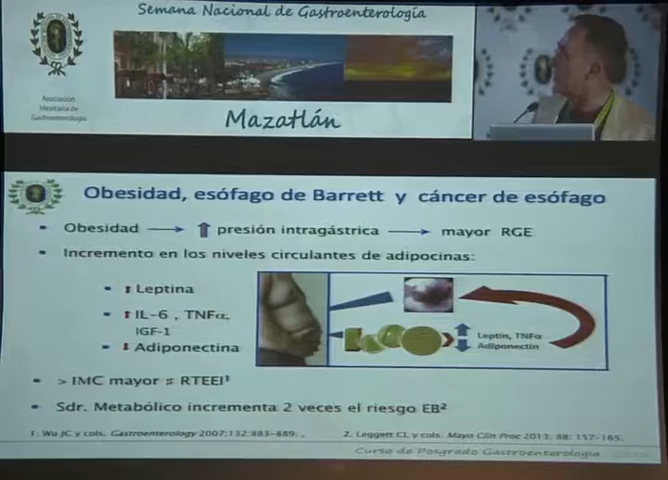 Semana Nacional de Gastroenterología
Asociación
Mexicana de
Gastroenterología
Mazatlán
Obesidad, esófago de Barrett y cáncer de esófago
• Obesidad → ⬆ presión intragástrica → mayor RGE
• Incremento en los niveles circulantes de adipocinas:
• ⬆ Leptina
• ⬆ IL-6 , TNFα,
IGF-1
• ⬇ Adiponectina
Leptin, TNFα
Adiponectin
• > IMC mayor # RTEEI¹
• Sdr. Metabólico incrementa 2 veces el riesgo EB²
1. Wu JC y cols. Gastroenterology 2007;132:883-889. .
2. Leggett CL y cols. Mayo Clin Proc 2013; 88: 157-165.
Curso de Posgrado Gastroenterología